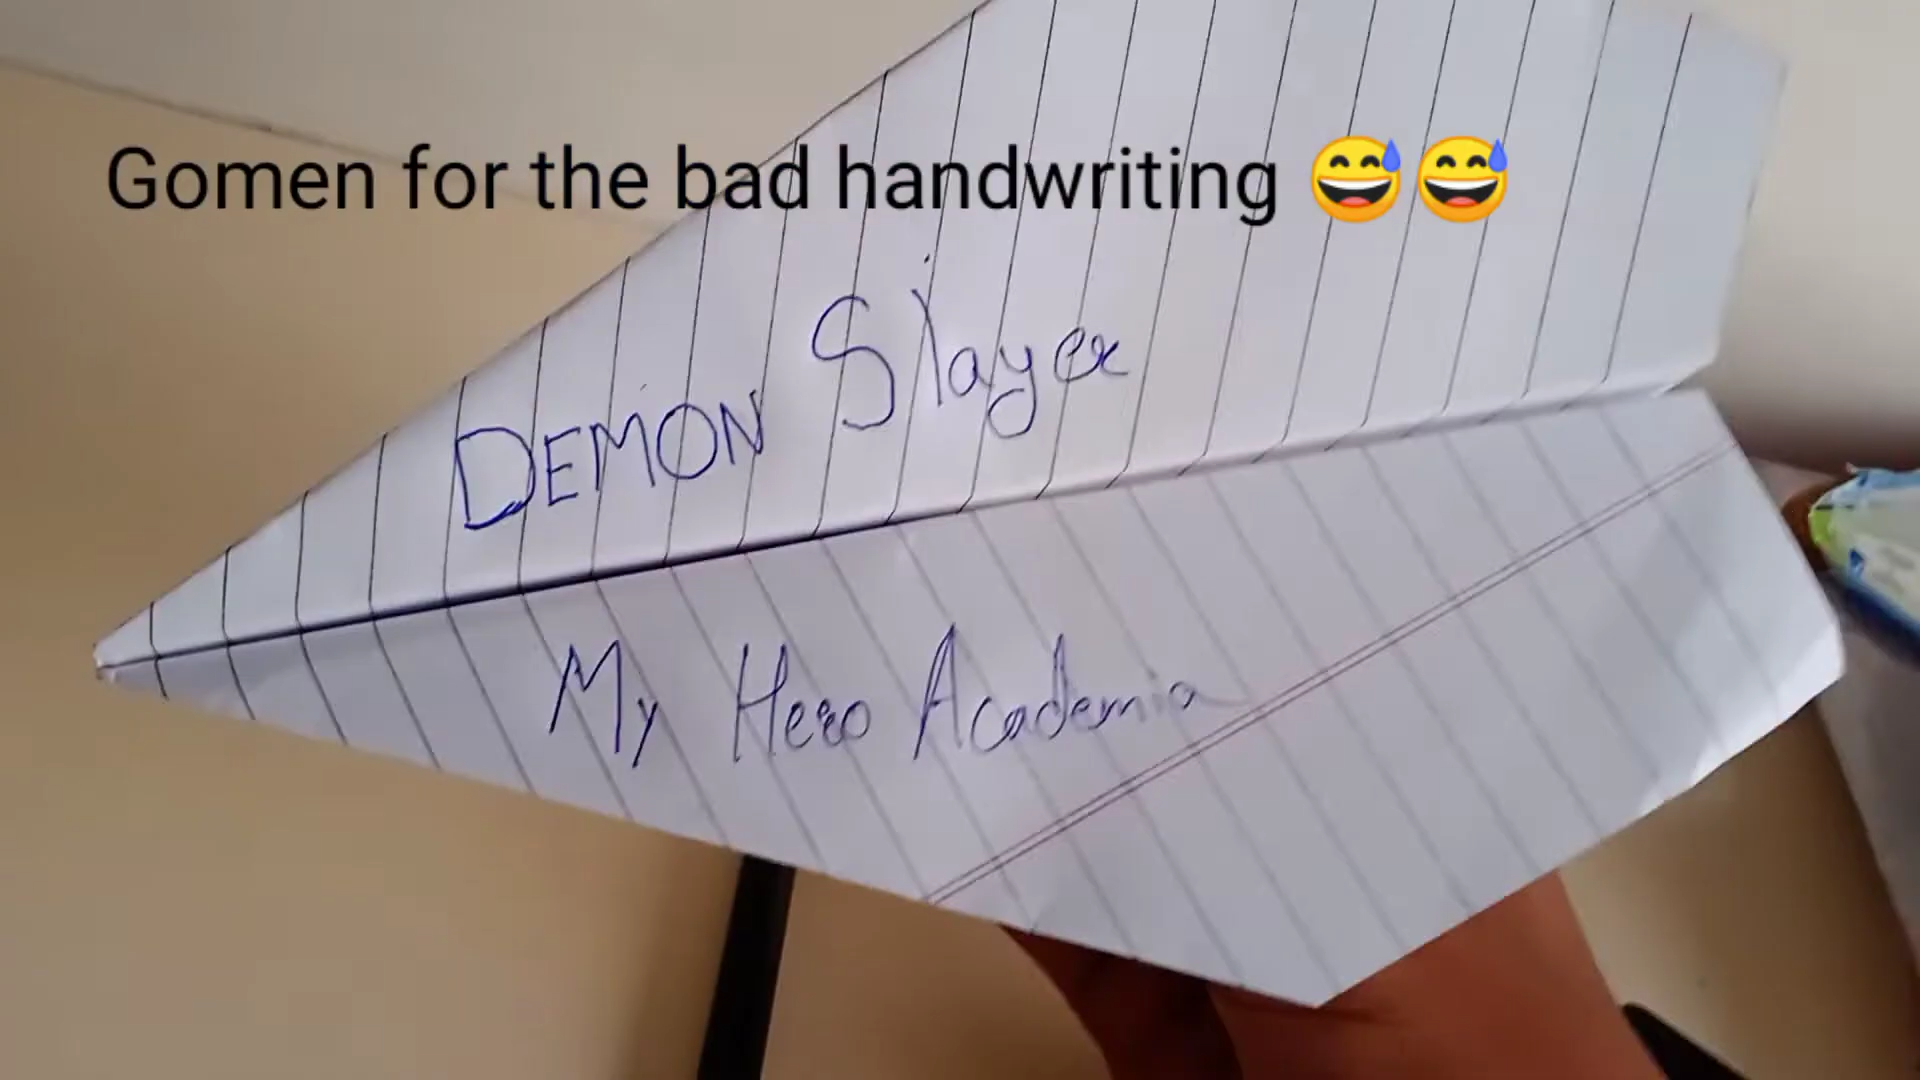 Gomen for the bad handwriting 😅😅
DEMON Slayer
My Hero Academia